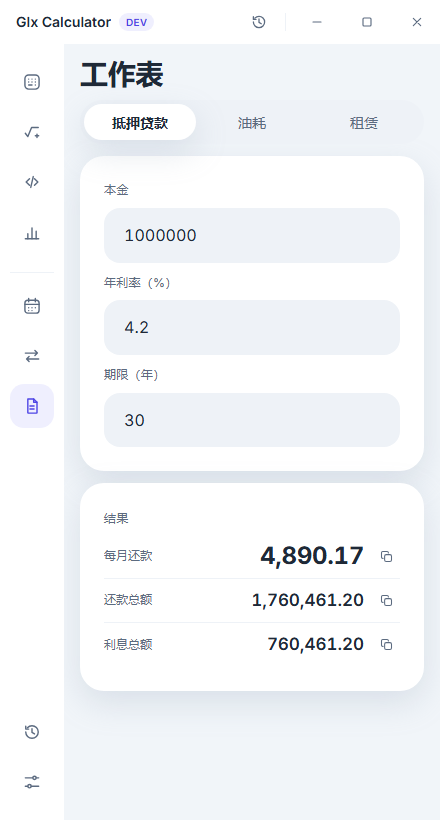 Glx Calculator DEV
工作表
抵押贷款 油耗 租赁
本金
1000000
年利率（%）
4.2
期限（年）
30
结果
每月还款 4,890.17
还款总额 1,760,461.20
利息总额 760,461.20